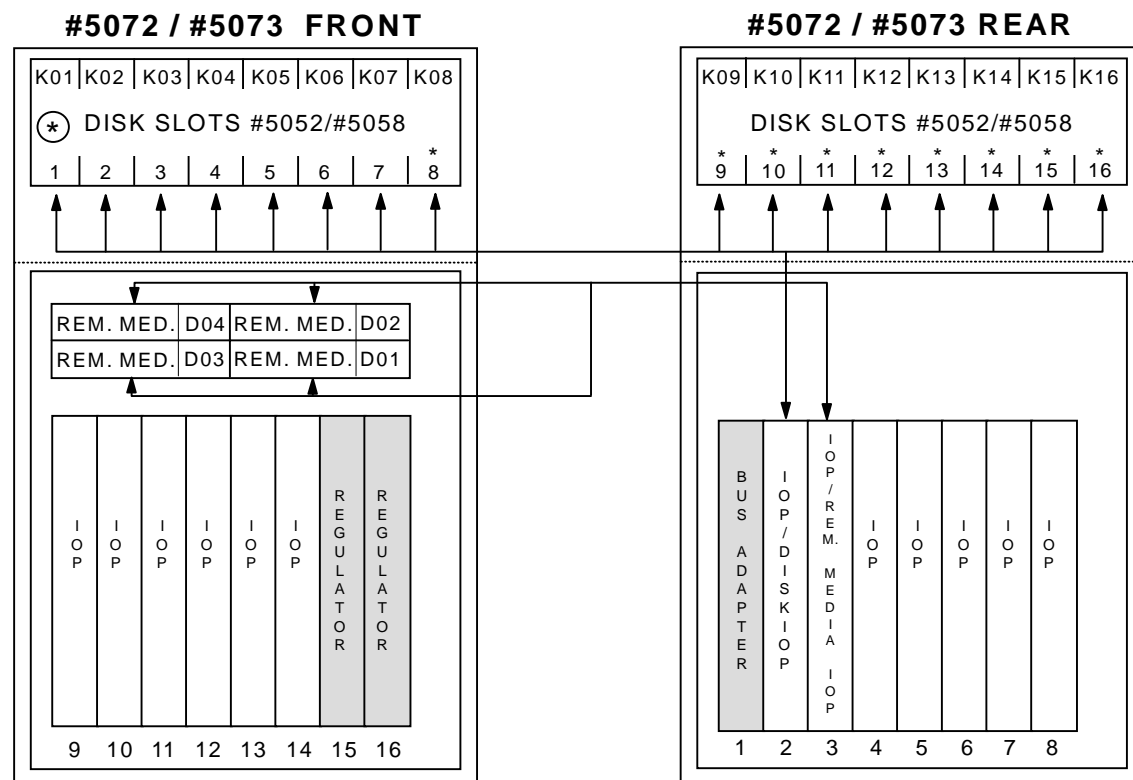 #5072 / #5073 FRONT
K01 K02 K03 K04 K05 K06 K07 K08
* DISK SLOTS #5052/#5058
*
1 2 3 4 5 6 7 8
REM. MED. D04 REM. MED. D02
REM. MED. D03 REM. MED. D01
IOP
IOP
IOP
IOP
IOP
IOP
REGULATOR
REGULATOR
9 10 11 12 13 14 15 16
#5072 / #5073 REAR
K09 K10 K11 K12 K13 K14 K15 K16
DISK SLOTS #5052/#5058
* * * * * * * *
9 10 11 12 13 14 15 16
BUS ADAPTER
IOP/DISKIOP
IOP/REM. MEDIA IOP
IOP
IOP
IOP
IOP
IOP
1 2 3 4 5 6 7 8